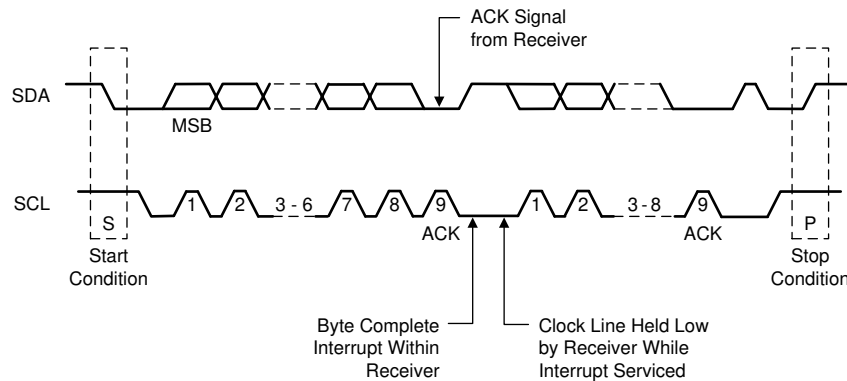 ACK Signal
from Receiver
SDA
MSB
SCL
S
1
2
3 - 6
7
8
9
1
2
3 - 8
9
P
ACK
ACK
Start
Condition
Stop
Condition
Byte Complete
Interrupt Within
Receiver
Clock Line Held Low
by Receiver While
Interrupt Serviced